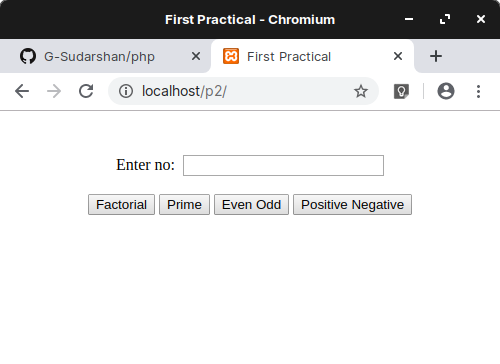 First Practical - Chromium
G-Sudarshan/php First Practical
localhost/p2/
Enter no:
Factorial Prime Even Odd Positive Negative